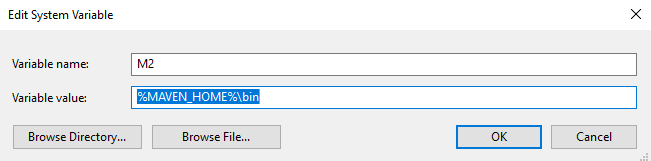 Edit System Variable
Variable name: M2
Variable value: %MAVEN_HOME%\bin
Browse Directory... Browse File... OK Cancel